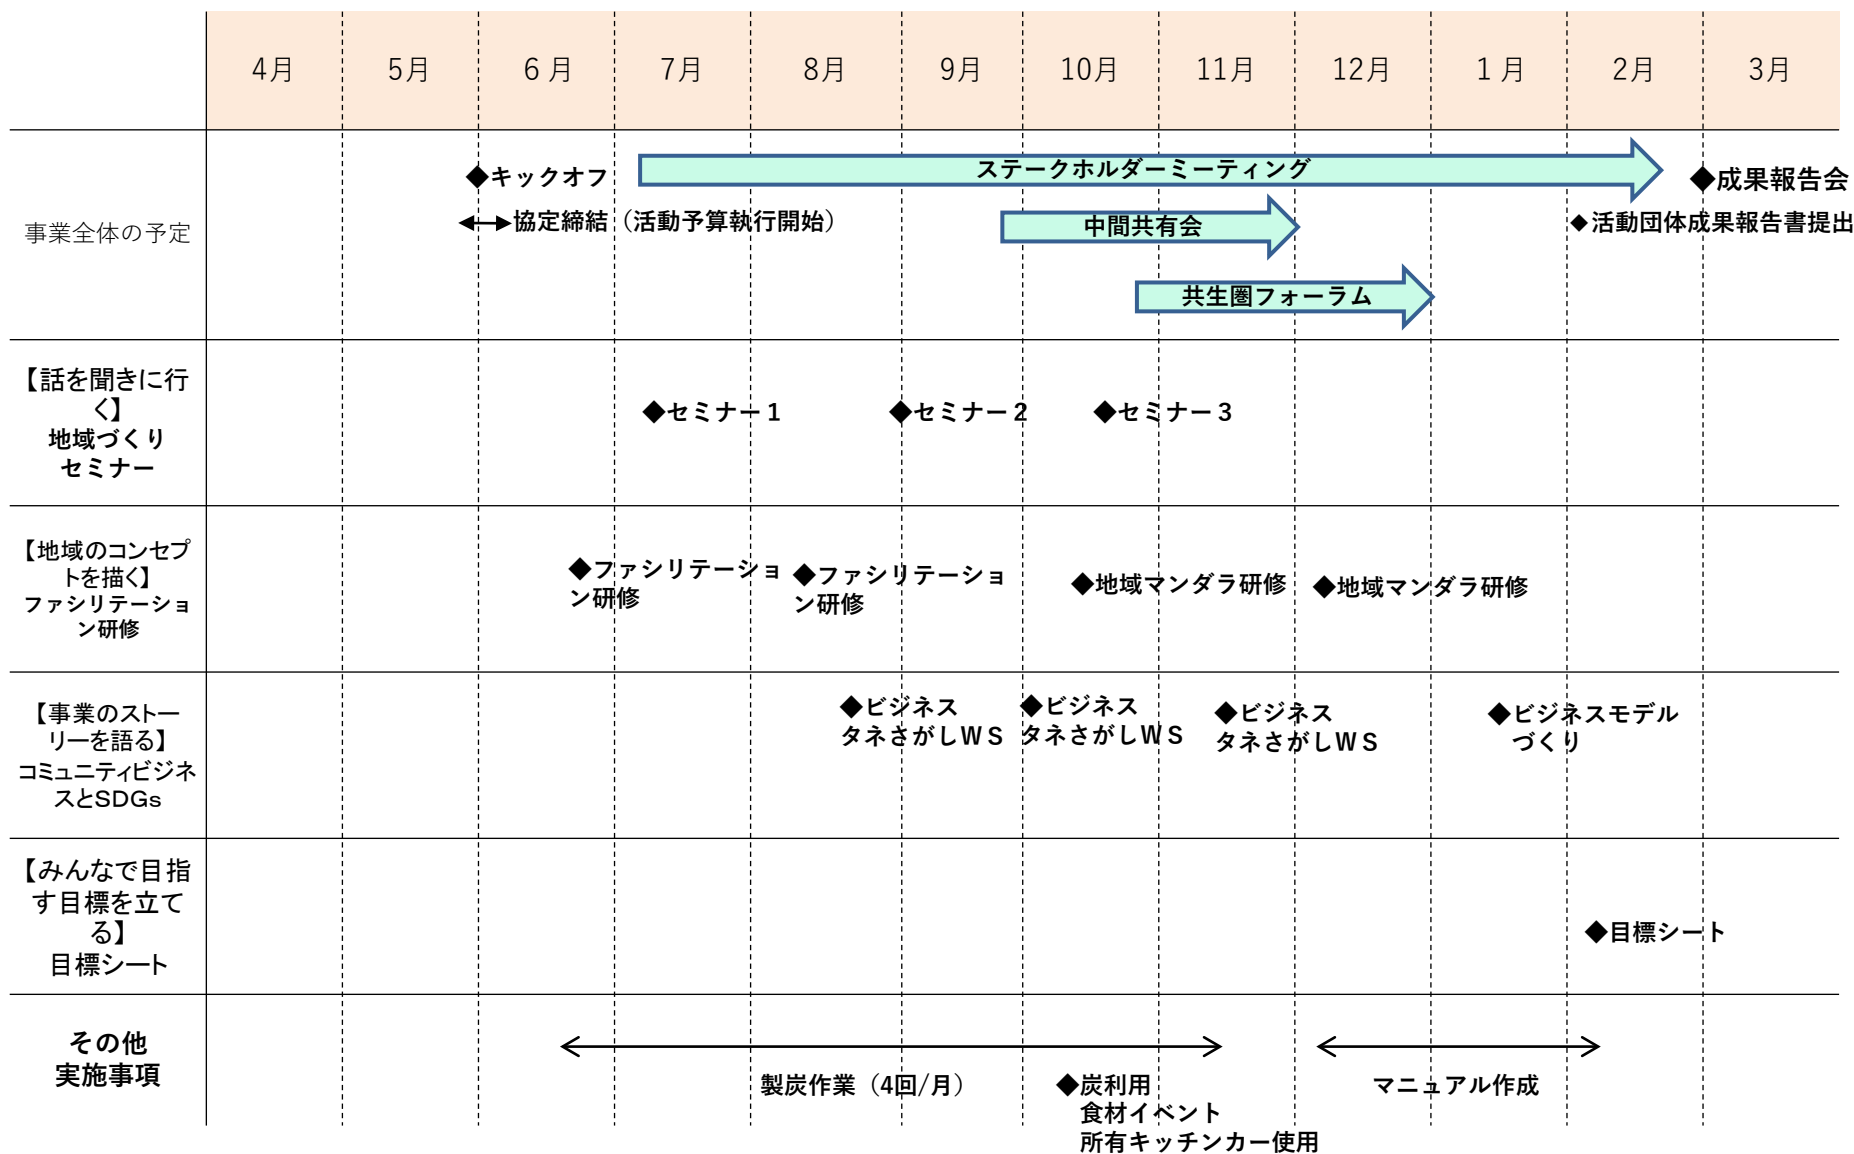 4月 5月 6 月 7月 8月 9月 10月 11月 12月 1 月 2月 3月
事業全体の予定
◆キックオフ
ステークホルダーミーティング
◆成果報告会
協定締結（活動予算執行開始）
中間共有会
◆活動団体成果報告書提出
共生圏フォーラム
【話を聞きに行
く】
地域づくり
セミナー
◆セミナー１
◆セミナー２
◆セミナー３
【地域のコンセプ
トを描く】
ファシリテーショ
ン研修
◆ファシリテーショ
ン研修
◆ファシリテーショ
ン研修
◆地域マンダラ研修
◆地域マンダラ研修
【事業のストー
リーを語る】
コミュニティビジネ
スとSDGs
◆ビジネス
タネさがしＷＳ
◆ビジネス
タネさがしＷＳ
◆ビジネス
タネさがしＷＳ
◆ビジネスモデル
づくり
【みんなで目指
す目標を立て
る】
目標シート
◆目標シート
その他
実施事項
製炭作業（4回/月）
◆炭利用
食材イベント
所有キッチンカー使用
マニュアル作成